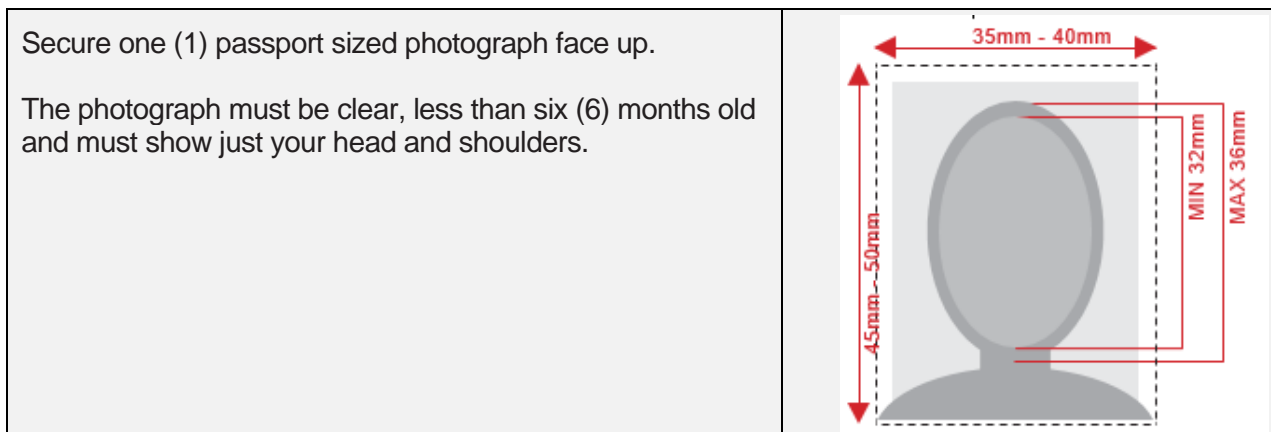 Secure one (1) passport sized photograph face up.
The photograph must be clear, less than six (6) months old
and must show just your head and shoulders.
35mm - 40mm
45mm - 50mm
MIN 32mm
MAX 36mm